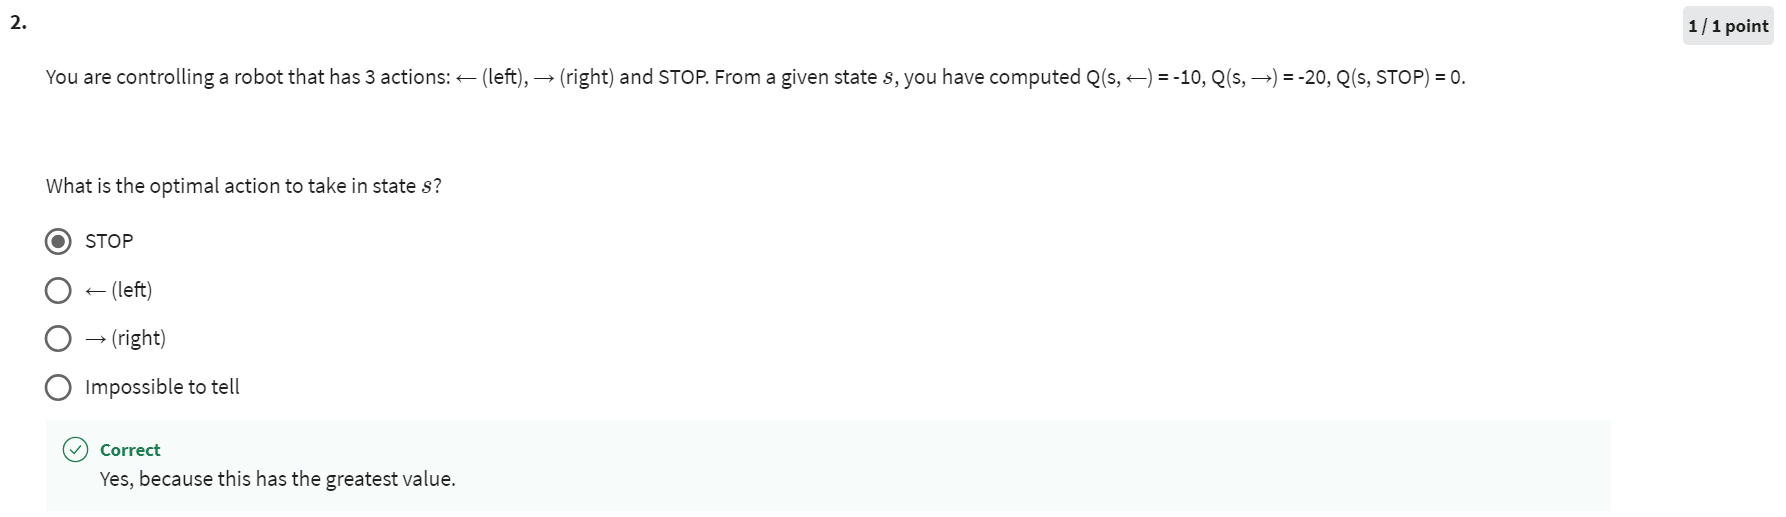 2.
1 / 1 point
You are controlling a robot that has 3 actions: ← (left), → (right) and STOP. From a given state s, you have computed Q(s, ←) = -10, Q(s, →) = -20, Q(s, STOP) = 0.
What is the optimal action to take in state s?
STOP
← (left)
→ (right)
Impossible to tell
Correct
Yes, because this has the greatest value.